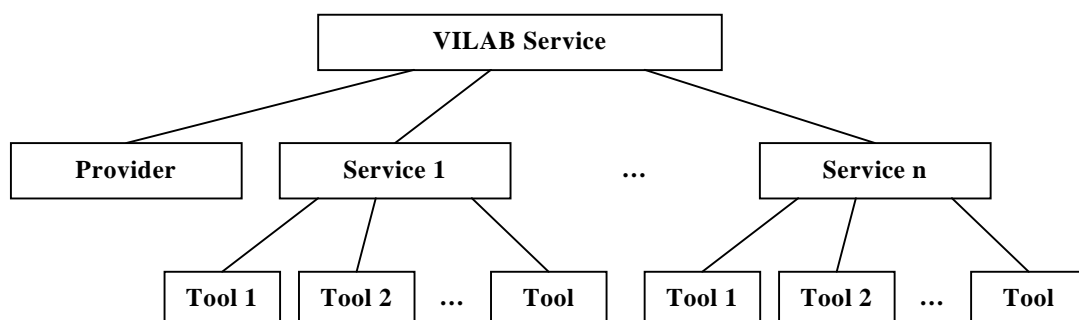 VILAB Service
Provider Service 1 ... Service n
Tool 1 Tool 2 ... Tool Tool 1 Tool 2 ... Tool